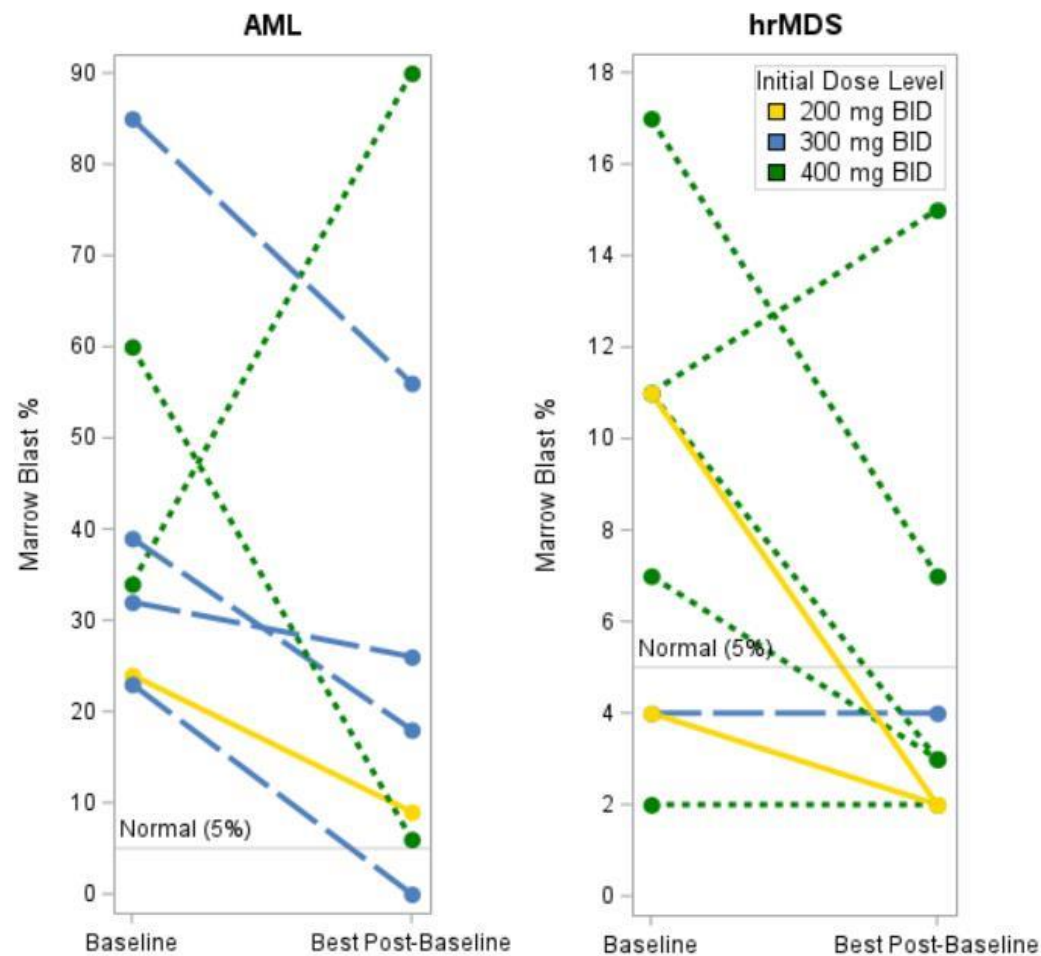 AML
Marrow Blast %
90
80
70
60
50
40
30
20
10
0
Normal (5%)
Baseline
Best Post-Baseline
hrMDS
Marrow Blast %
18
16
14
12
10
8
6
4
2
0
Initial Dose Level
200 mg BID
300 mg BID
400 mg BID
Normal (5%)
Baseline
Best Post-Baseline